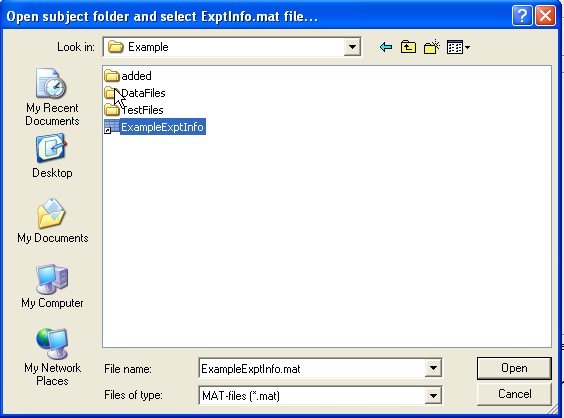 Open subject folder and select ExptInfo.mat file...
Look in: Example
added
DataFiles
TestFiles
ExampleExptInfo
My Recent
Documents
Desktop
My Documents
My Computer
My Network
Places
File name: ExampleExptInfo.mat Open
Files of type: MAT-files (*.mat) Cancel